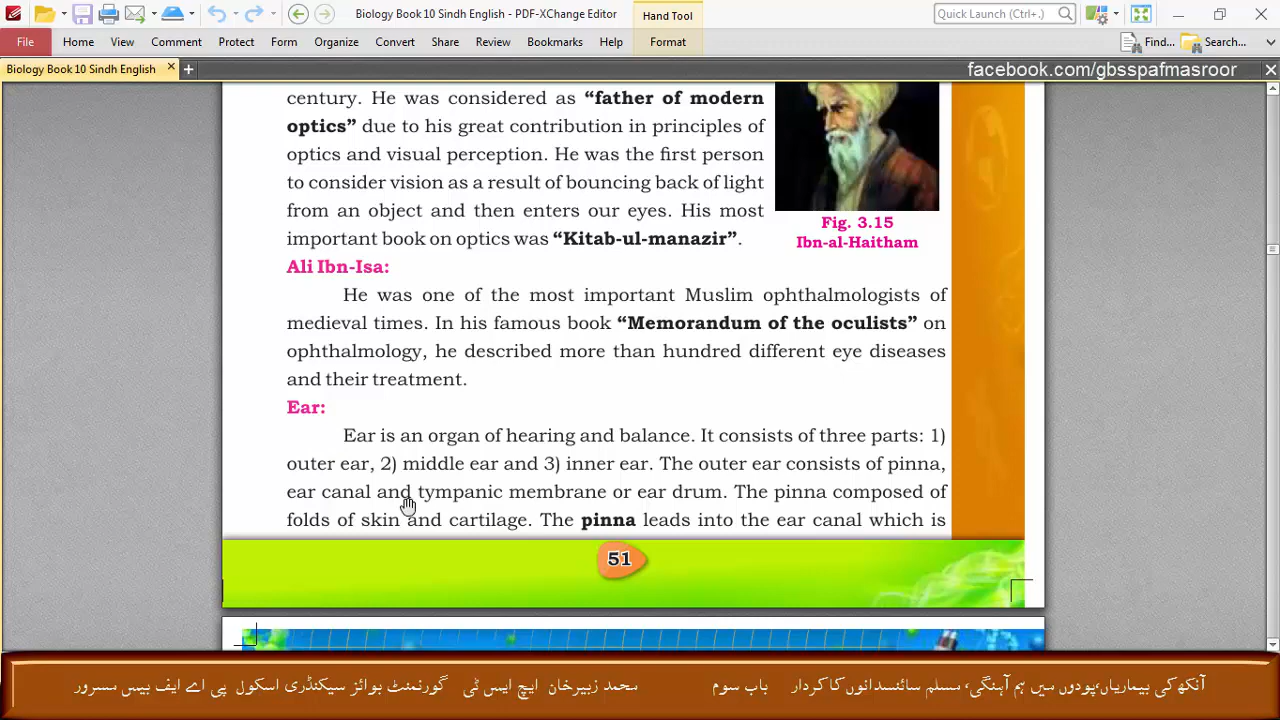 Biology Book 10 Sindh English - PDF-XChange Editor
Hand Tool
Quick Launch (Ctrl+.)
File Home View Comment Protect Form Organize Convert Share Review Bookmarks Help Format Find... Search...
Biology Book 10 Sindh English
facebook.com/gbsspafmasroor
century. He was considered as “father of modern
optics” due to his great contribution in principles of
optics and visual perception. He was the first person
to consider vision as a result of bouncing back of light
from an object and then enters our eyes. His most
important book on optics was “Kitab-ul-manazir”.
Fig. 3.15
Ibn-al-Haitham
Ali Ibn-Isa:
He was one of the most important Muslim ophthalmologists of
medieval times. In his famous book “Memorandum of the oculists” on
ophthalmology, he described more than hundred different eye diseases
and their treatment.
Ear:
Ear is an organ of hearing and balance. It consists of three parts: 1)
outer ear, 2) middle ear and 3) inner ear. The outer ear consists of pinna,
ear canal and tympanic membrane or ear drum. The pinna composed of
folds of skin and cartilage. The pinna leads into the ear canal which is
51
آنکھ کی بیماریاں،پودوں میں ہم آہنگی، مسلم سائنسدانوں کا کردار باب سوم محمد زبیرخان ایچ ایس ٹی گورنمنٹ بوائز سیکنڈری اسکول پی اے ایف بیس مسرور